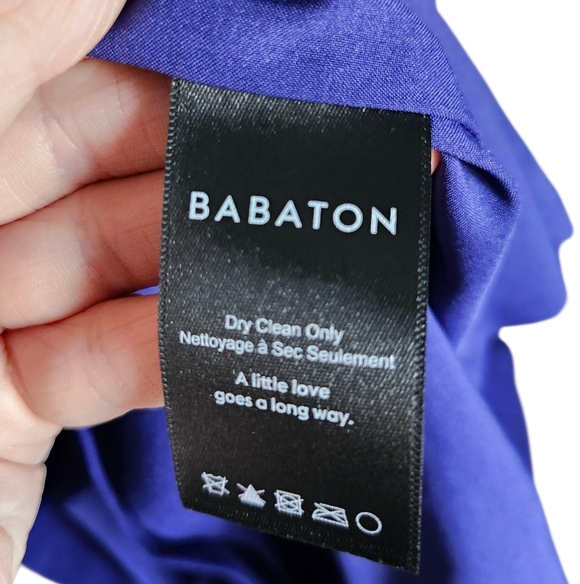 BABATON
Dry Clean Only
Nettoyage à Sec Seulement
A little love
goes a long way.